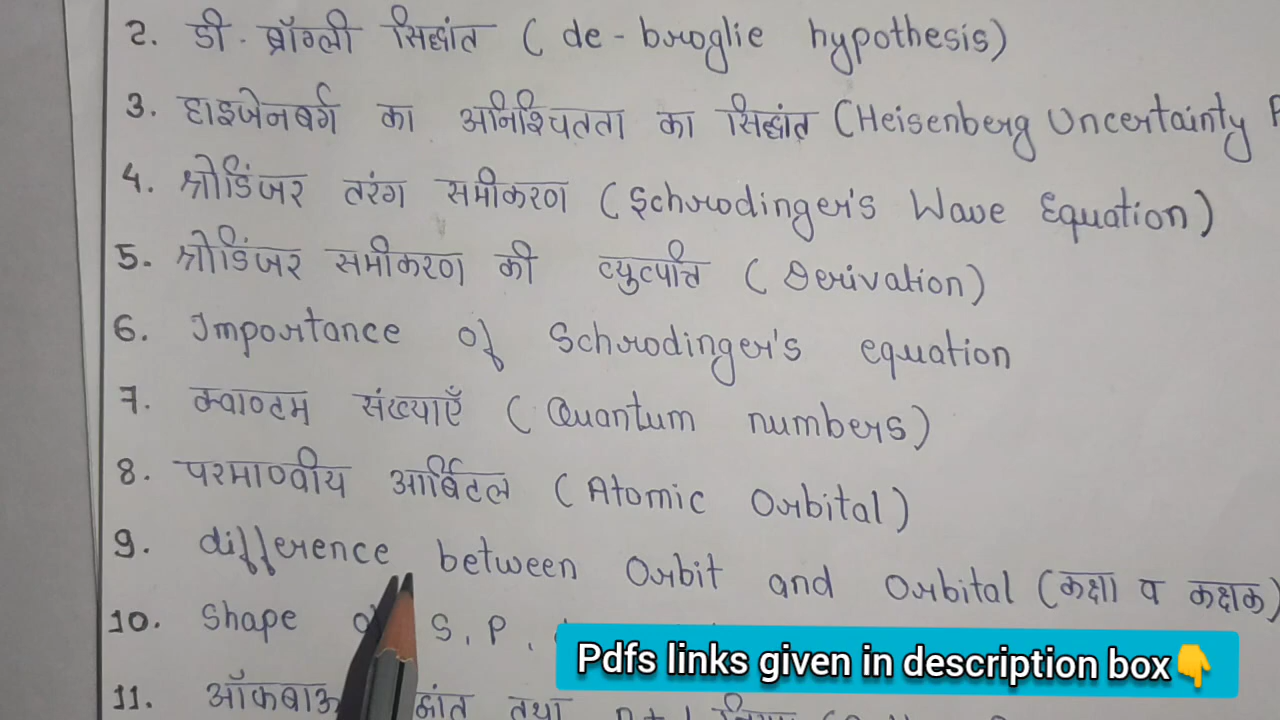 2. डी. ब्रॉग्ली सिद्धांत ( de - broglie hypothesis)
3. हाइजेनबर्ग का अनिश्चितता का सिद्धांत (Heisenberg Uncertainty P
4. श्रोडिंजर तरंग समीकरण ( Schrodinger's Wave Equation)
5. श्रोडिंजर समीकरण की व्युत्पत्ति ( Derivation)
6. Importance of Schrodinger's equation
7. क्वाण्टम संख्याएँ ( Quantum numbers)
8. परमाण्वीय आर्बिटल ( Atomic Orbital)
9. difference between Orbit and Orbital (कक्षा व कक्षक)
10. Shape S, P,
Pdfs links given in description box👇
11. तथा n+l